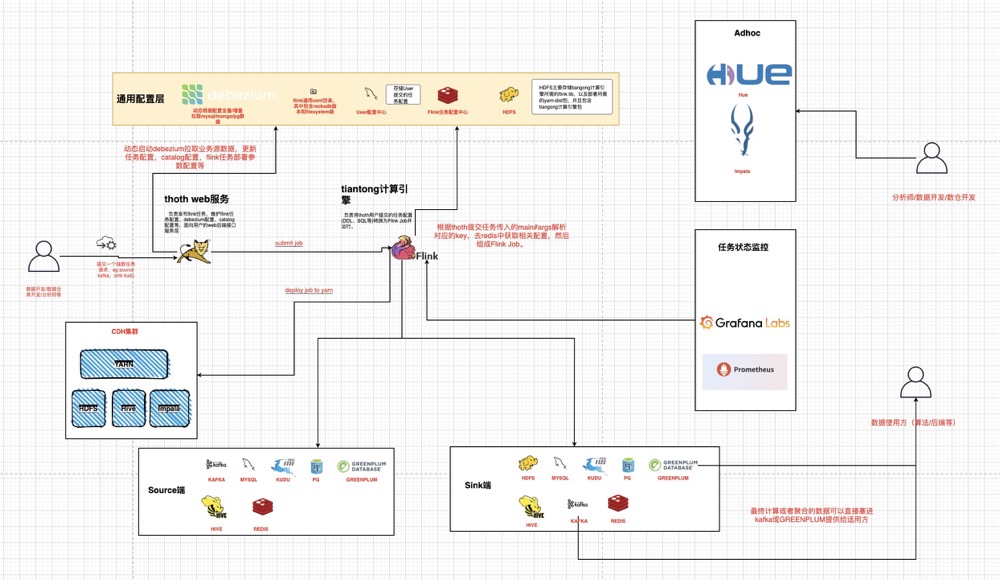 Adhoc
HUE
Hue
Impala
分析师/数据开发/数仓开发
通用配置层
debezium
动态根据配置全量/增量
拉取mysql/mongo/pg数
据
flink通用conf目录，
其中包含rocksdb版
本和filesystem版
User配置中心
存储User
提交的任
务配置
Flink任务配置中心
HDFS
HDFS主要存储tiangong计算引
擎所需的flink lib，以及部署所需
的yarn-dist包，并且包含
tiangong计算引擎包
动态启动debezium拉取业务源数据，更新
任务配置，catalog配置，flink任务部署参
数配置等
thoth web服务
负责发布flink任务，维护flink任
务配置，debezium配置，catalog
配置等，面向用户的web后端接口
服务层
tiantong计算引
擎
负责将thoth用户提交的任务配置
(DDL、SQL等)转换为Flink Job并
运行。
根据thoth提交任务传入的main#args解析
对应的key，去redis中获取相关配置，然后
组成Flink Job。
submit job
Flink
提交一个纯数任务
请求，eg:source
kafka，sink kudu
数据开发/数据仓
库开发/分析师等
deploy job to yarn
任务状态监控
Grafana Labs
Prometheus
CDH集群
YARN
HDFS
Hive
Impala
数据使用方（算法/后端等）
Source端
kafka
GREENPLUM
DATABASE
KAFKA
MYSQL
KUDU
PG
GREENPLUM
HIVE
REDIS
Sink端
GREENPLUM
DATABASE
HDFS
MYSQL
KUDU
PG
GREENPLUM
kafka
HIVE
KAFKA
REDIS
最终计算或者聚合的数据可以直接塞进
kafka或GREENPLUM提供给适用方